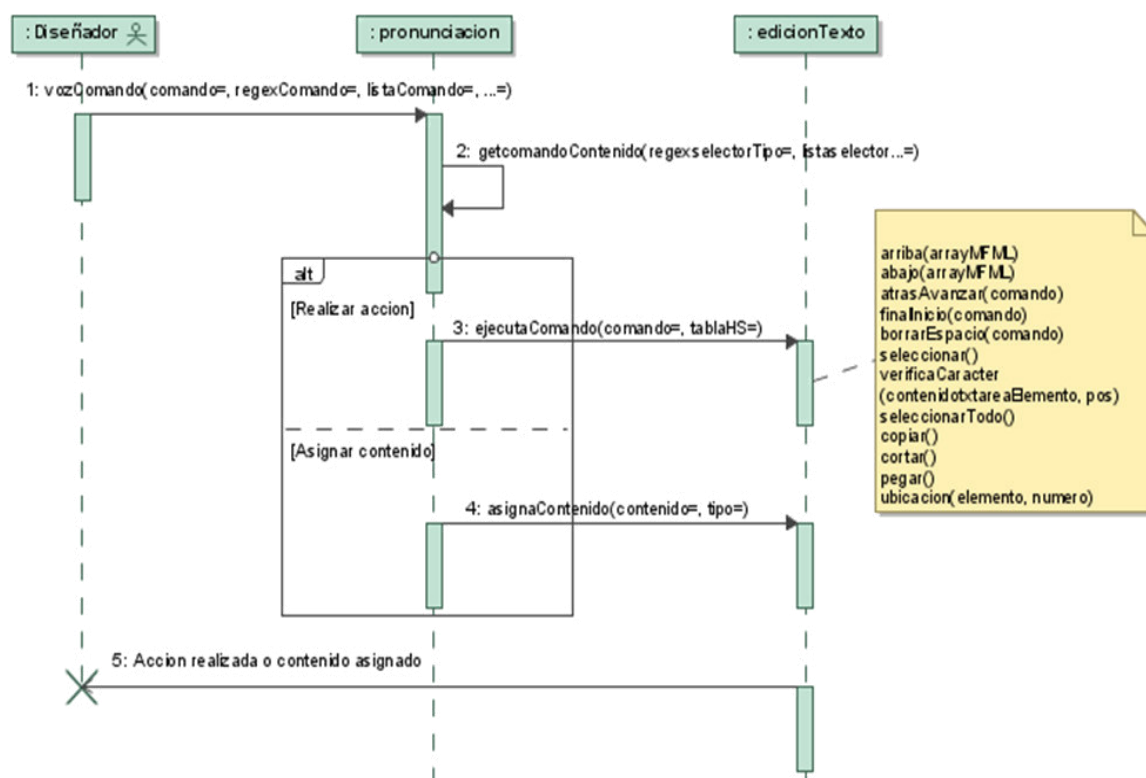 : Diseñador
: pronunciacion
: edicionTexto
1: vozComando(comando=, regexComando=, listaComando=, ...=)
2: getcomandoContenido(regexselectorTipo=, listaselector...=)
alt
[Realizar accion]
3: ejecutaComando(comando=, tablaHS=)
arriba(arrayMFML)
abajo(arrayMFML)
atrasAvanzar(comando)
finalInicio(comando)
borrarEspacio(comando)
seleccionar()
verificaCaracter
(contenidotxtareaElemento, pos)
seleccionarTodo()
copiar()
cortar()
pegar()
ubicacion(elemento, numero)
[Asignar contenido]
4: asignaContenido(contenido=, tipo=)
5: Accion realizada o contenido asignado